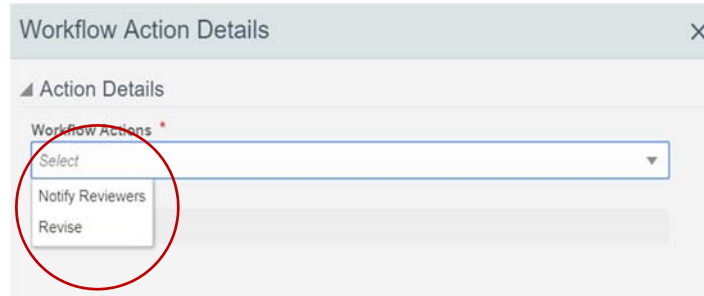 Workflow Action Details
Action Details
Workflow Actions *
Select
Notify Reviewers
Revise